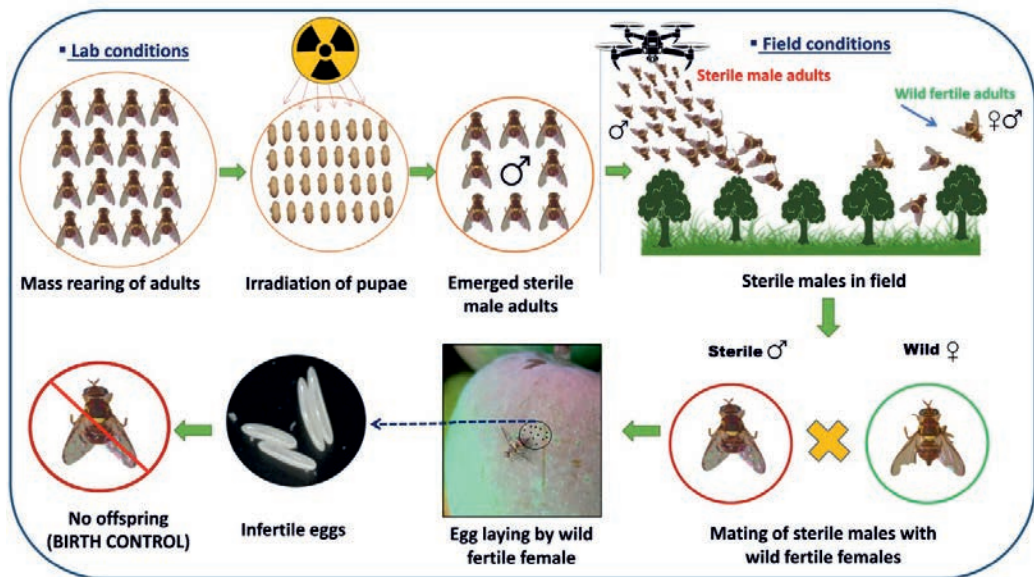 ▪ Lab conditions
▪ Field conditions
Sterile male adults
Wild fertile adults
♂
♀♂
♂
Mass rearing of adults
Irradiation of pupae
Emerged sterile
male adults
Sterile males in field
Sterile ♂
Wild ♀
No offspring
(BIRTH CONTROL)
Infertile eggs
Egg laying by wild
fertile female
Mating of sterile males with
wild fertile females